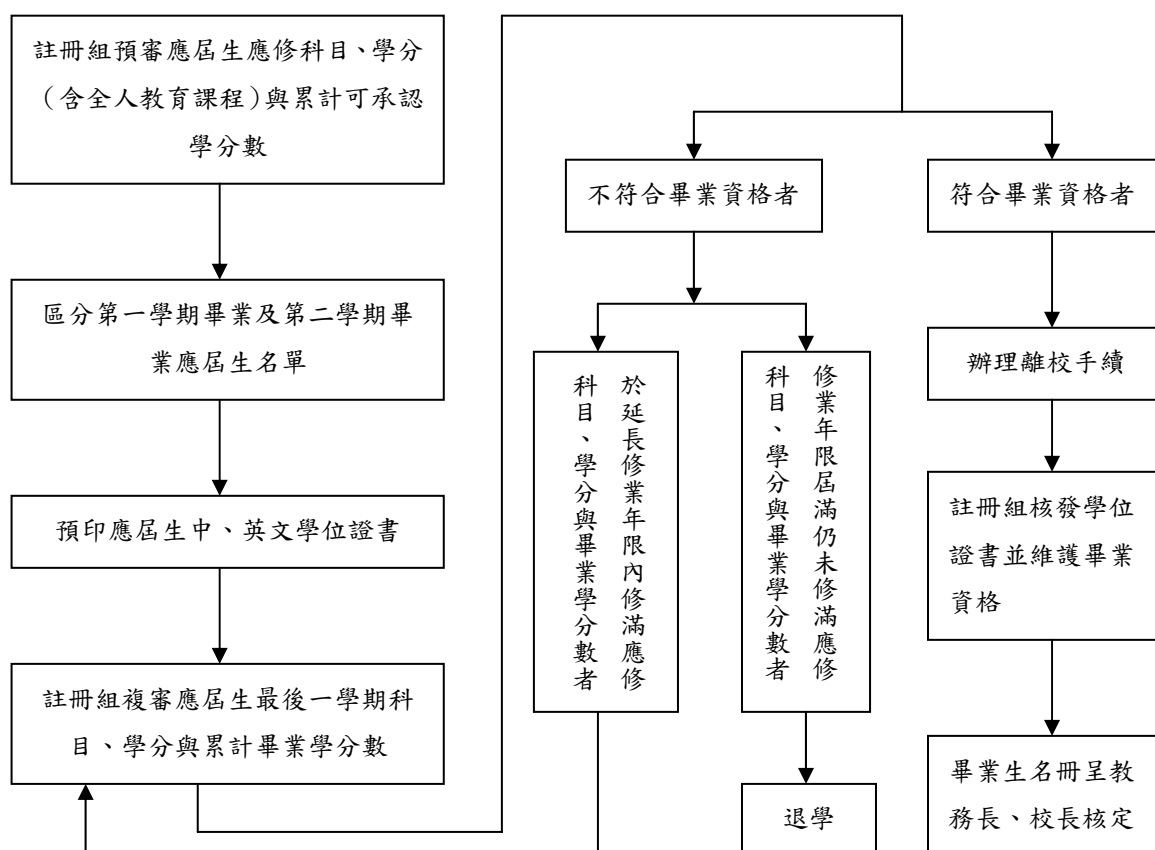 註冊組預審應屆生應修科目、學分
(含全人教育課程)與累計可承認
學分數
區分第一學期畢業及第二學期畢
業應屆生名單
預印應屆生中、英文學位證書
註冊組複審應屆生最後一學期科
目、學分與累計畢業學分數
不符合畢業資格者
於延長修業年限內修滿應修
科目、學分與畢業學分數者
修業年限屆滿仍未修滿應修
科目、學分與畢業學分數者
退學
符合畢業資格者
辦理離校手續
註冊組核發學位
證書並維護畢業
資格
畢業生名冊呈教
務長、校長核定